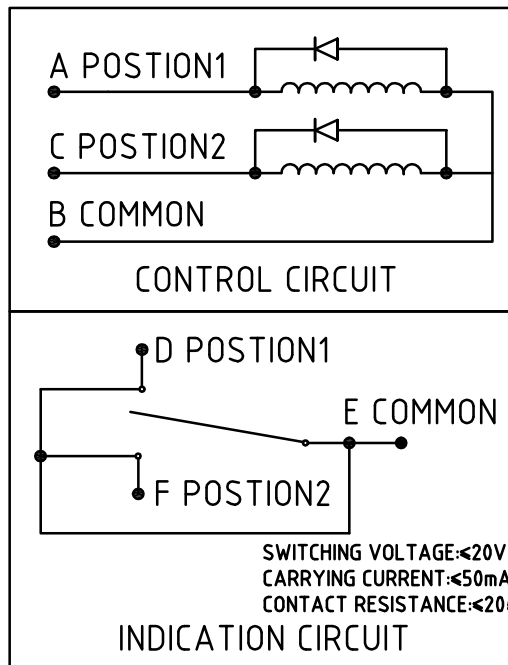 A POSTION1
C POSTION2
B COMMON
CONTROL CIRCUIT
D POSTION1
E COMMON
F POSTION2
SWITCHING VOLTAGE:≤20V
CARRYING CURRENT:≤50mA
CONTACT RESISTANCE:≤20
INDICATION CIRCUIT